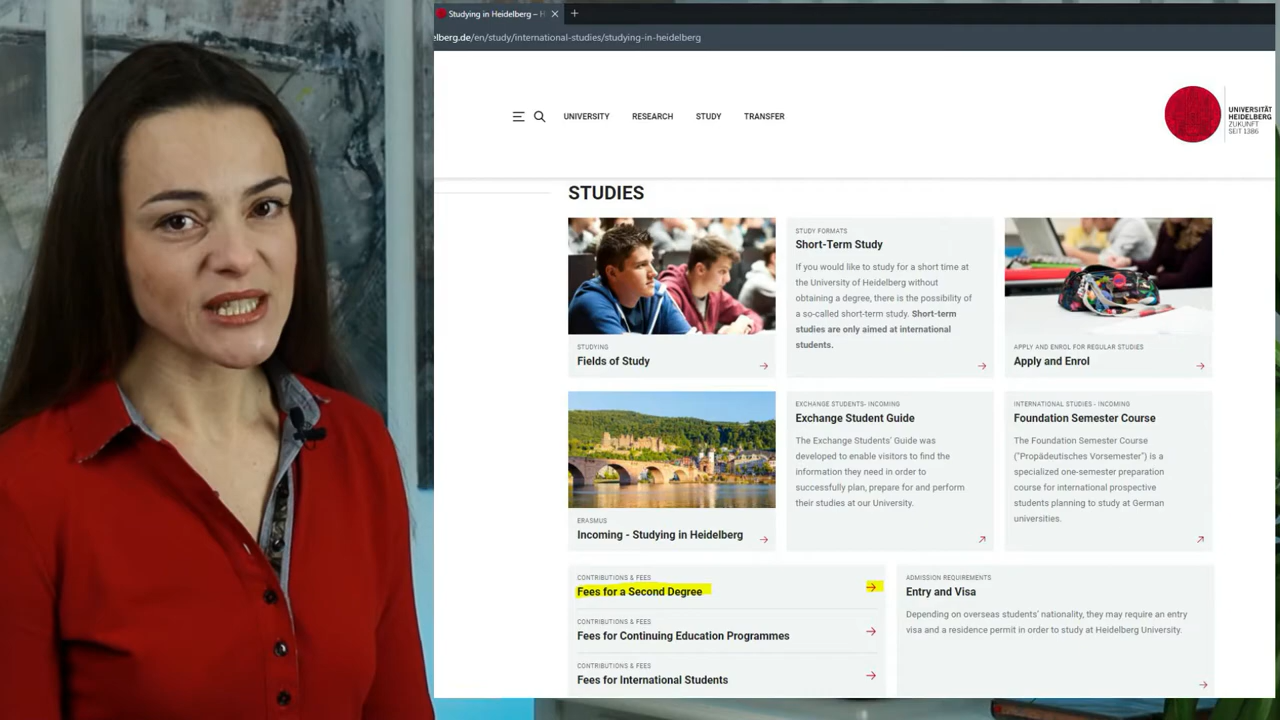 Studying in Heidelberg – H
elberg.de/en/study/international-studies/studying-in-heidelberg
UNIVERSITY
RESEARCH
STUDY
TRANSFER
UNIVERSITÄT
HEIDELBERG
ZUKUNFT
SEIT 1386
STUDIES
STUDYING
Fields of Study
STUDY FORMATS
Short-Term Study
If you would like to study for a short time at
the University of Heidelberg without
obtaining a degree, there is the possibility of
a so-called short-term study. Short-term
studies are only aimed at international
students.
APPLY AND ENROL FOR REGULAR STUDIES
Apply and Enrol
ERASMUS
Incoming - Studying in Heidelberg
EXCHANGE STUDENTS- INCOMING
Exchange Student Guide
The Exchange Students' Guide was
developed to enable visitors to find the
information they need in order to
successfully plan, prepare for and perform
their studies at our University.
INTERNATIONAL STUDIES - INCOMING
Foundation Semester Course
The Foundation Semester Course
("Propädeutisches Vorsemester") is a
specialized one-semester preparation
course for international prospective
students planning to study at German
universities.
CONTRIBUTIONS & FEES
Fees for a Second Degree
CONTRIBUTIONS & FEES
Fees for Continuing Education Programmes
CONTRIBUTIONS & FEES
Fees for International Students
ADMISSION REQUIREMENTS
Entry and Visa
Depending on overseas students' nationality, they may require an entry
visa and a residence permit in order to study at Heidelberg University.